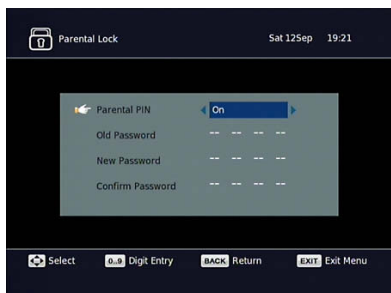 Parental Lock Sat 12Sep 19:21
Parental PIN On
Old Password -- -- -- --
New Password -- -- -- --
Confirm Password -- -- -- --
Select 0..9 Digit Entry BACK Return EXIT Exit Menu